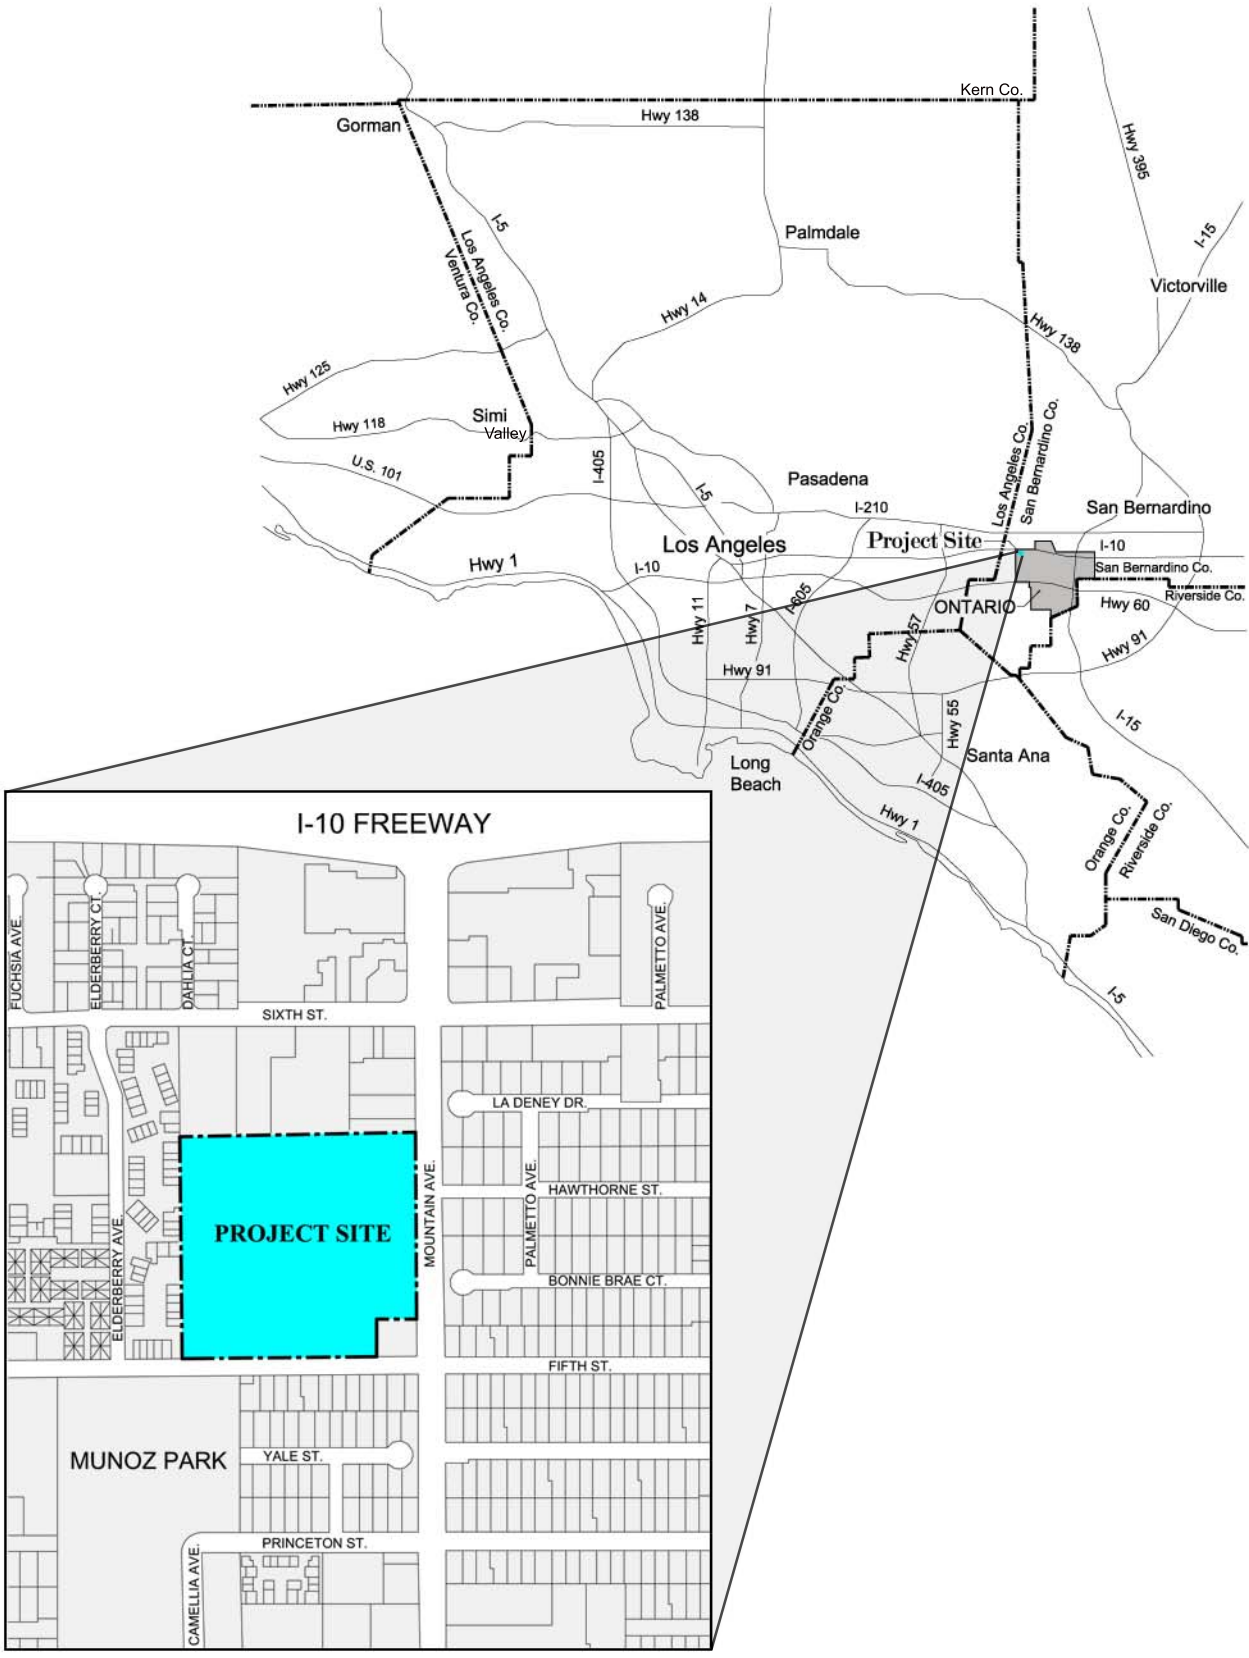 Kern Co.
Hwy 138
Gorman
Hwy 395
I-5
Palmdale
I-15
Los Angeles Co.
Ventura Co.
Victorville
Hwy 14
Hwy 138
Hwy 125
Simi
Valley
Hwy 118
Los Angeles Co.
San Bernardino Co.
U.S. 101
I-405
I-5
Pasadena
I-210
San Bernardino
Los Angeles
Project Site
I-10
Hwy 1
I-10
San Bernardino Co.
Riverside Co.
ONTARIO
Hwy 60
I-605
Hwy 11
Hwy 7
Hwy 57
Hwy 91
Hwy 91
Orange Co.
Hwy 55
I-15
Santa Ana
Long
Beach
I-405
Hwy 1
Orange Co.
Riverside Co.
San Diego Co.
I-5
I-10 FREEWAY
FUCHSIA AVE.
ELDERBERRY CT.
DAHLIA CT.
PALMETTO AVE.
SIXTH ST.
LA DENEY DR.
MOUNTAIN AVE.
PALMETTO AVE.
HAWTHORNE ST.
PROJECT SITE
ELDERBERRY AVE.
BONNIE BRAE CT.
FIFTH ST.
MUNOZ PARK
YALE ST.
PRINCETON ST.
CAMELLIA AVE.